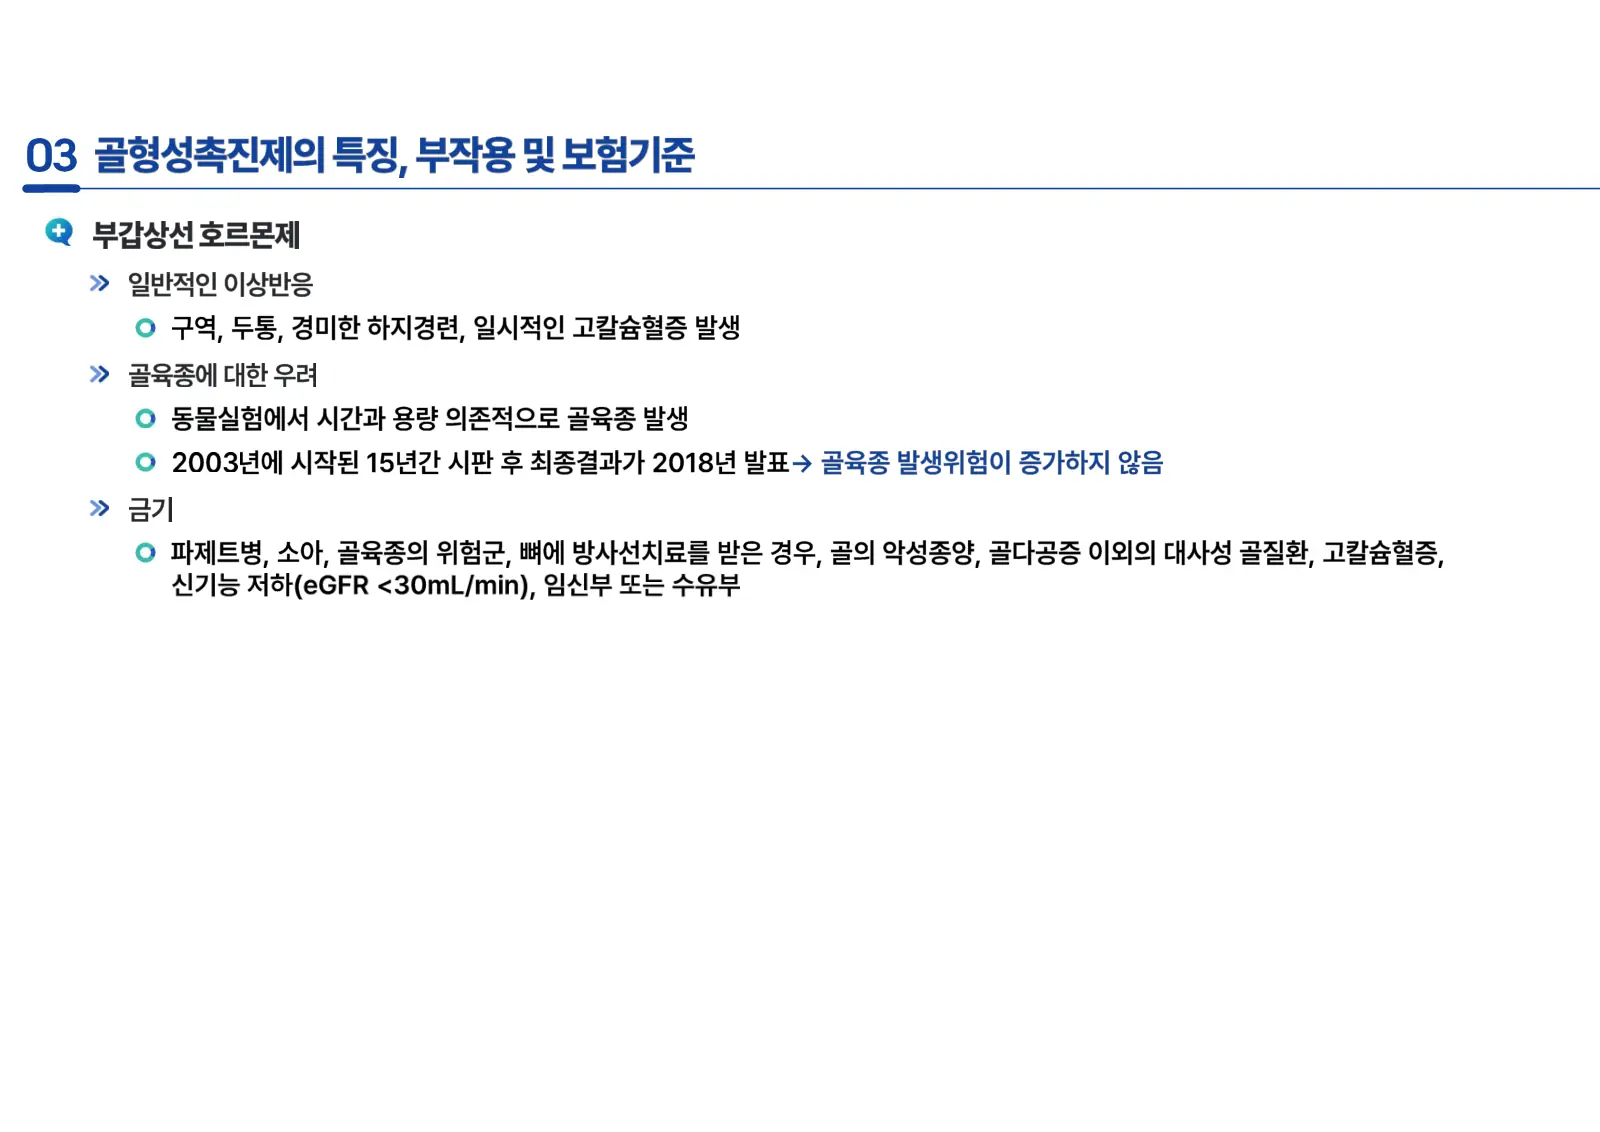 03 골형성촉진제의 특징, 부작용 및 보험기준
부갑상선 호르몬제
일반적인 이상반응
구역, 두통, 경미한 하지경련, 일시적인 고칼슘혈증 발생
골육종에 대한 우려
동물실험에서 시간과 용량 의존적으로 골육종 발생
2003년에 시작된 15년간 시판 후 최종결과가 2018년 발표→ 골육종 발생위험이 증가하지 않음
금기
파제트병, 소아, 골육종의 위험군, 뼈에 방사선치료를 받은 경우, 골의 악성종양, 골다공증 이외의 대사성 골질환, 고칼슘혈증,
신기능 저하(eGFR <30mL/min), 임신부 또는 수유부